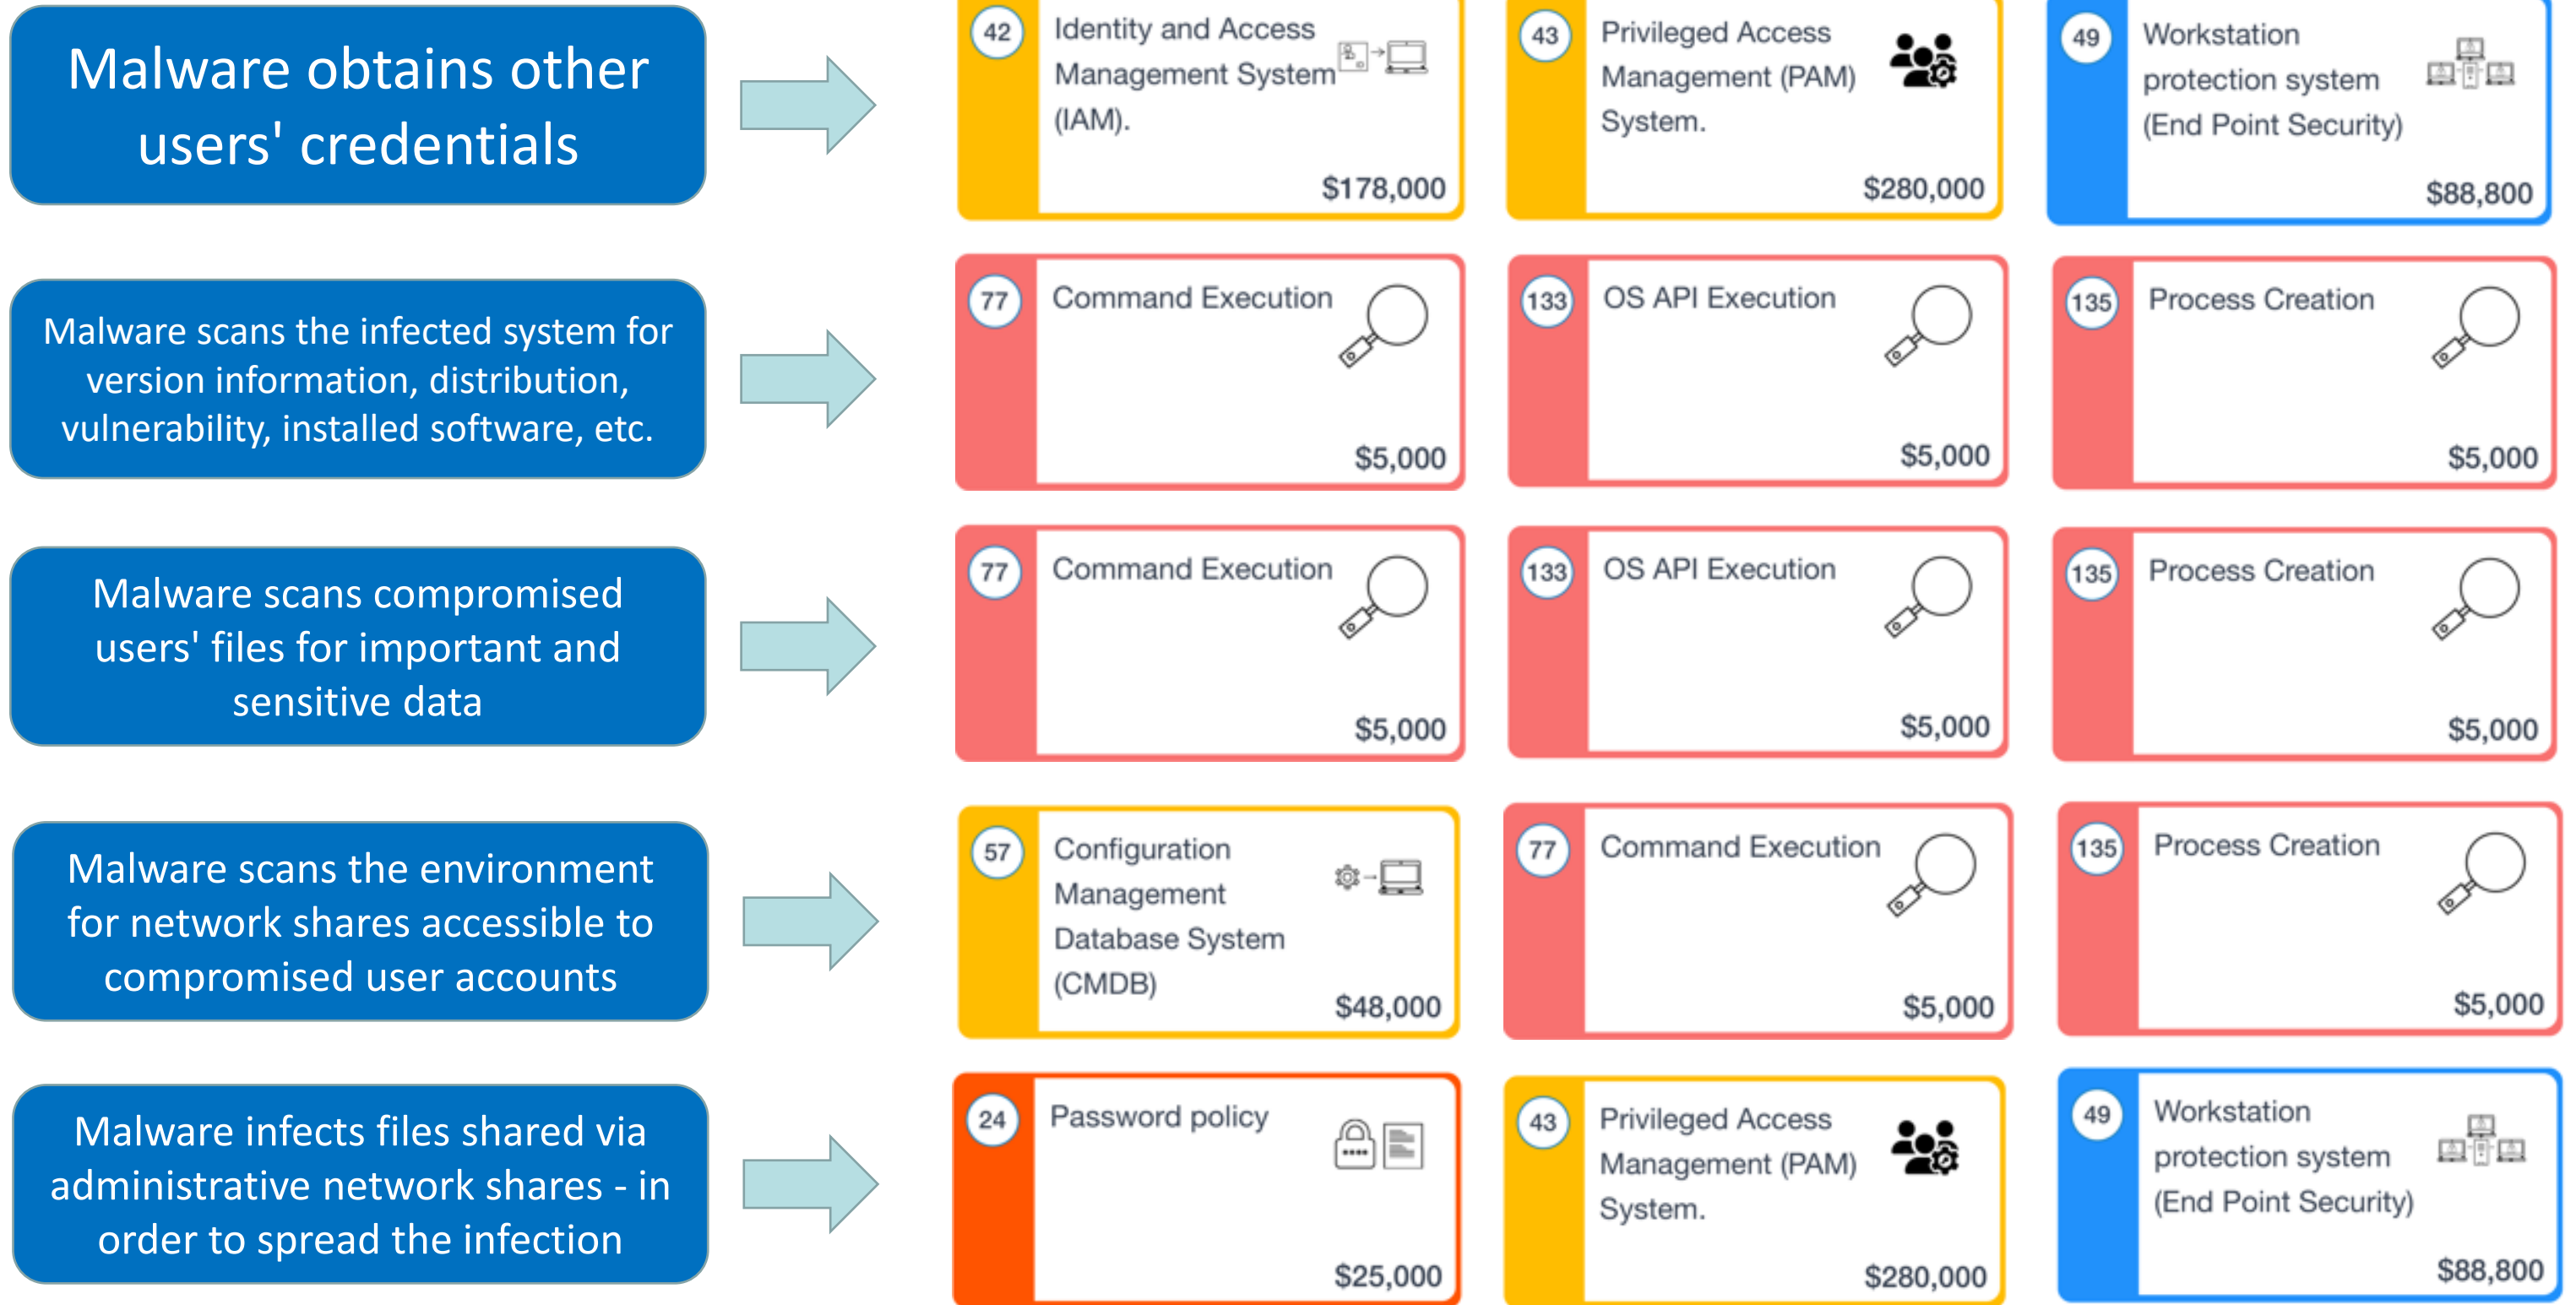 Malware obtains other
users' credentials
42
Identity and Access
Management System
(IAM).
$178,000
43
Privileged Access
Management (PAM)
System.
$280,000
49
Workstation
protection system
(End Point Security)
$88,800
Malware scans the infected system for
version information, distribution,
vulnerability, installed software, etc.
77
Command Execution
$5,000
133
OS API Execution
$5,000
135
Process Creation
$5,000
Malware scans compromised
users' files for important and
sensitive data
77
Command Execution
$5,000
133
OS API Execution
$5,000
135
Process Creation
$5,000
Malware scans the environment
for network shares accessible to
compromised user accounts
57
Configuration
Management
Database System
(CMDB)
$48,000
77
Command Execution
$5,000
135
Process Creation
$5,000
Malware infects files shared via
administrative network shares - in
order to spread the infection
24
Password policy
$25,000
43
Privileged Access
Management (PAM)
System.
$280,000
49
Workstation
protection system
(End Point Security)
$88,800